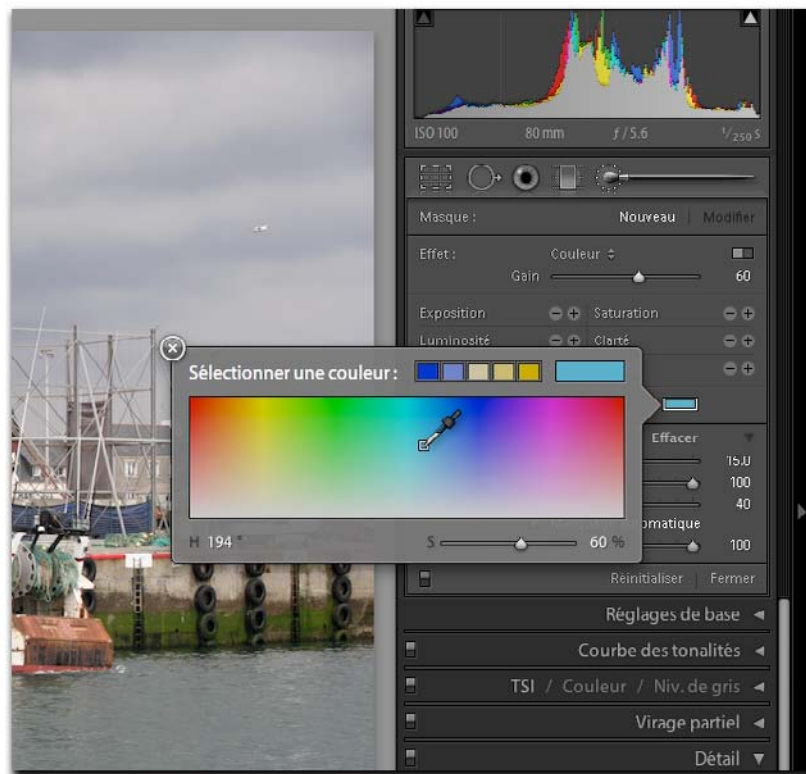 ISO 100 80 mm f / 5.6 1/250 s
Masque : Nouveau | Modifier
Effet : Couleur
Gain 60
Exposition Saturation
Luminosité Clarté
Sélectionner une couleur :
Effacer
15.0
100
40
omatique
H 194 ° S 60 %
100
Réinitialiser | Fermer
Réglages de base
Courbe des tonalités
TSI / Couleur / Niv. de gris
Virage partiel
Détail